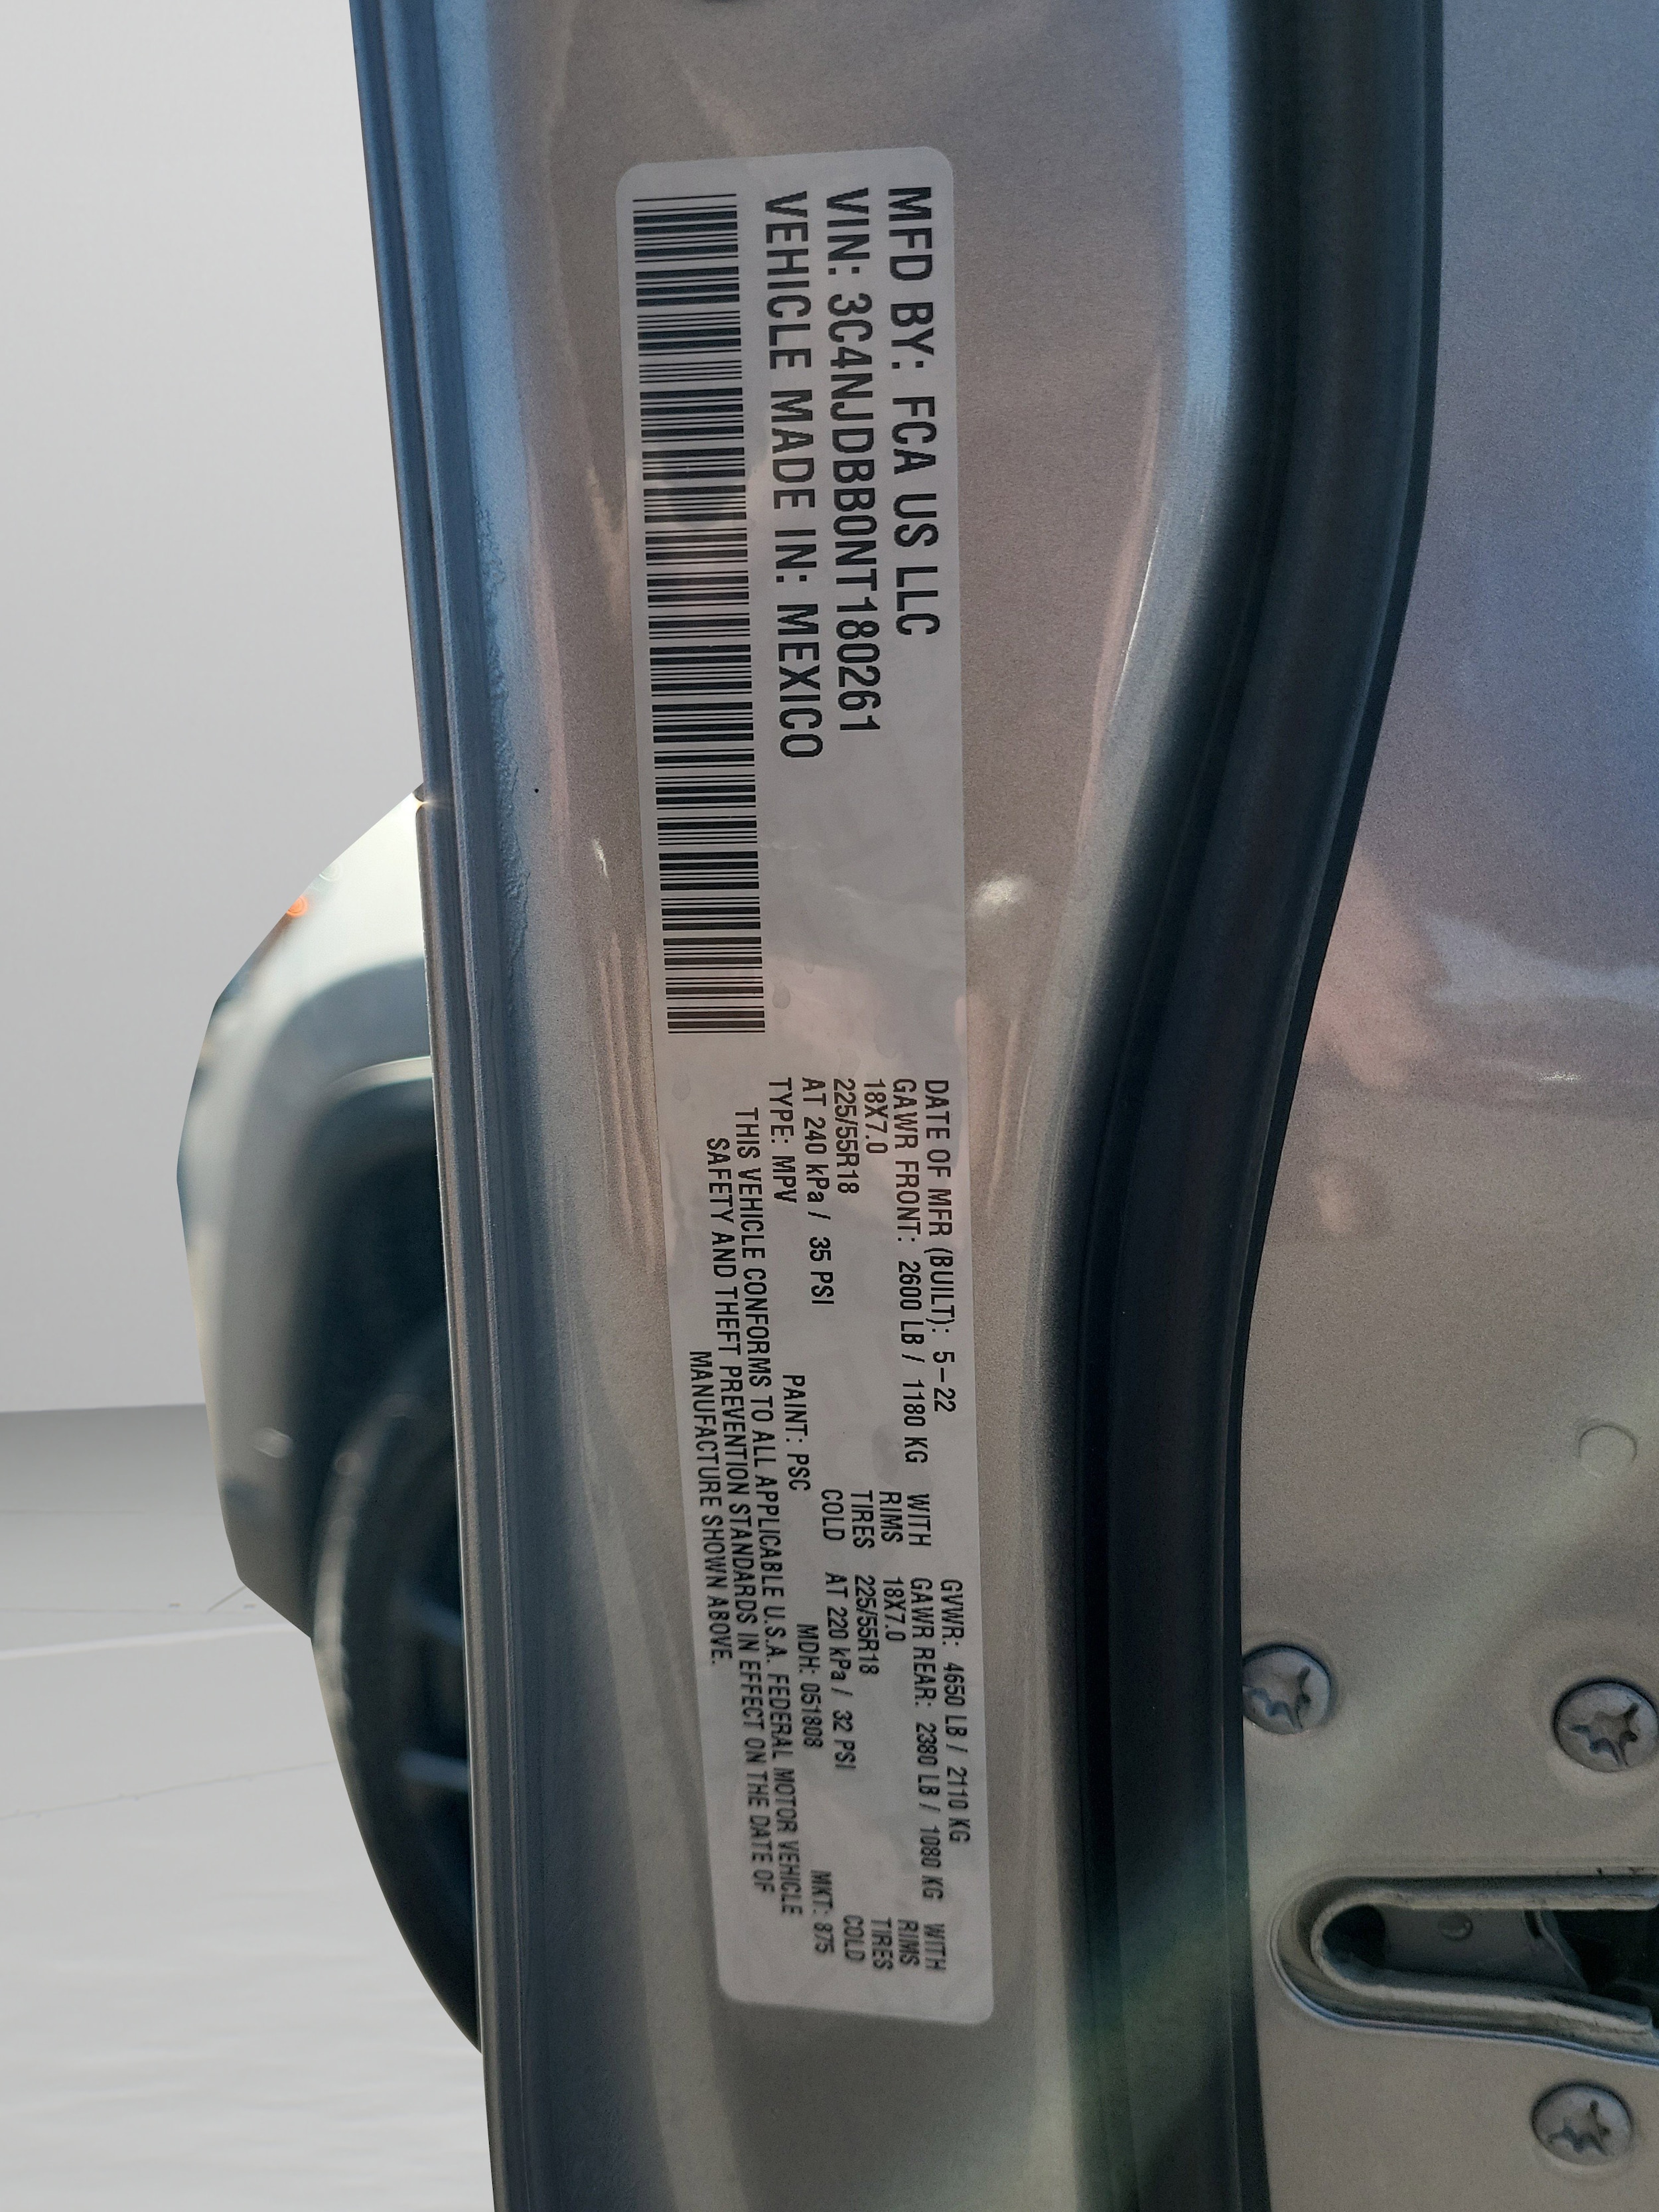 MFD BY: FCA US LLC
VIN: 3C4NJDBB0NT180261
VEHICLE MADE IN: MEXICO
DATE OF MFR (BUILT): 5-22 GVWR: 4650 LB / 2110 KG
GAWR FRONT: 2600 LB / 1180 KG WITH GAWR REAR: 2380 LB / 1080 KG WITH
18X7.0 RIMS 18X7.0 RIMS
225/55R18 TIRES 225/55R18 TIRES
AT 240 kPa / 35 PSI COLD AT 220 kPa / 32 PSI COLD
TYPE: MPV PAINT: PSC MDH: 051808 MKT: 875
THIS VEHICLE CONFORMS TO ALL APPLICABLE U.S.A. FEDERAL MOTOR VEHICLE
SAFETY AND THEFT PREVENTION STANDARDS IN EFFECT ON THE DATE OF
MANUFACTURE SHOWN ABOVE.